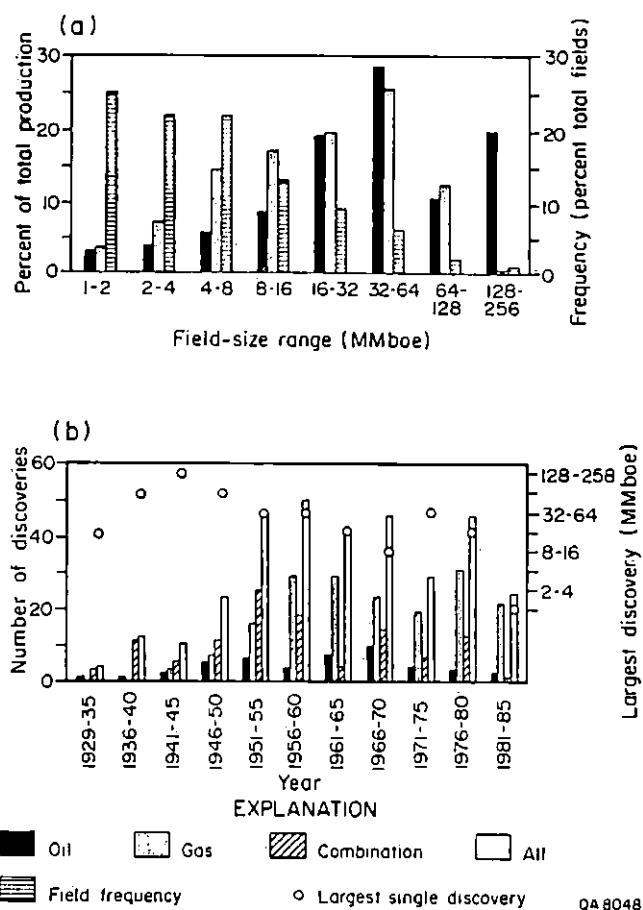 (a)
Percent of total production
30
20
10
0
Frequency (percent total fields)
30
20
10
0
1-2 2-4 4-8 8-16 16-32 32-64 64-128 128-256
Field-size range (MMboe)
(b)
Number of discoveries
60
40
20
0
Largest discovery (MMboe)
128-258
32-64
8-16
2-4
1929-35 1936-40 1941-45 1946-50 1951-55 1956-60 1961-65 1966-70 1971-75 1976-80 1981-85
Year
EXPLANATION
Oil Gas Combination All
Field frequency Largest single discovery
QA8048